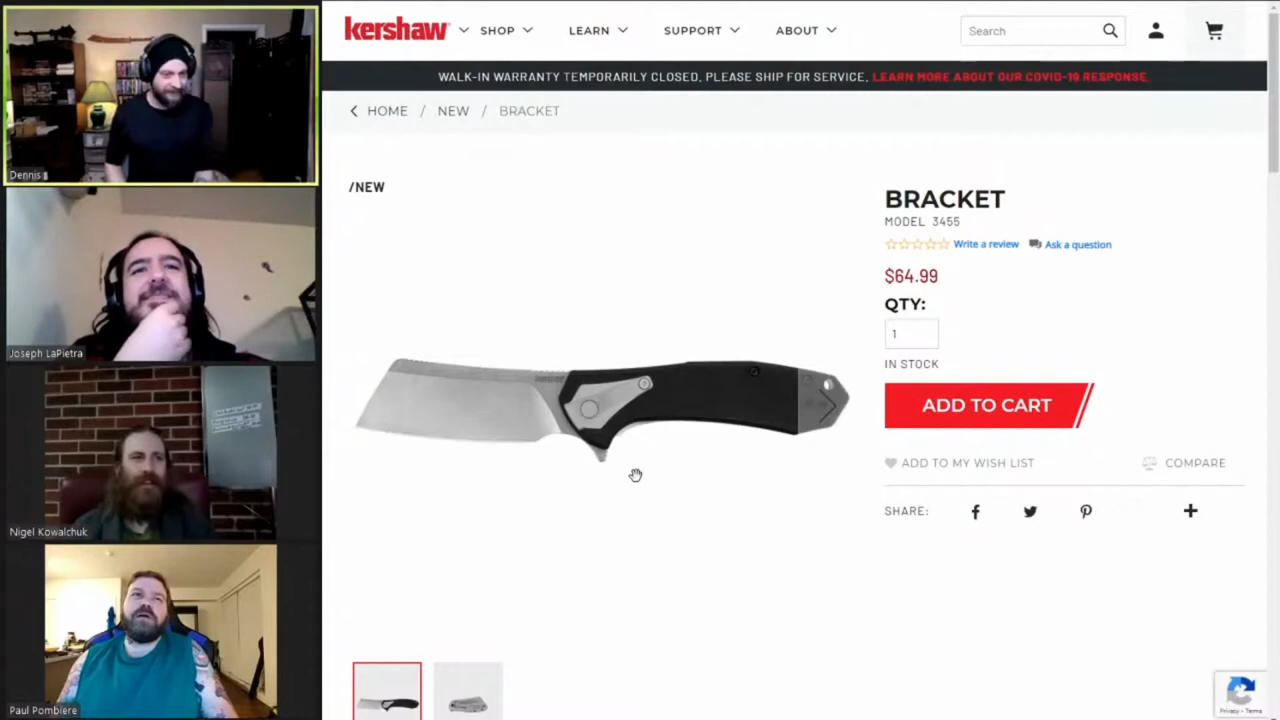 kershaw
SHOP
LEARN
SUPPORT
ABOUT
Search
WALK-IN WARRANTY TEMPORARILY CLOSED. PLEASE SHIP FOR SERVICE. LEARN MORE ABOUT OUR COVID-19 RESPONSE.
HOME / NEW / BRACKET
/NEW
BRACKET
MODEL 3455
Write a review
Ask a question
$64.99
QTY:
1
IN STOCK
ADD TO CART
ADD TO MY WISH LIST
COMPARE
SHARE:
Privacy - Terms
Dennis
Joseph LaPietra
Nigel Kowalchuk
Paul Pombiere